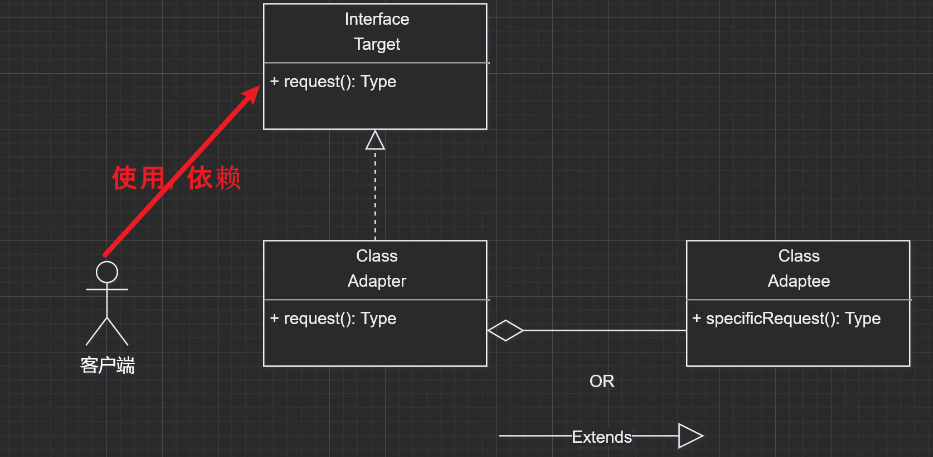 Interface
Target
+ request(): Type
使用，依赖
客户端
Class
Adapter
+ request(): Type
Class
Adaptee
+ specificRequest(): Type
OR
Extends